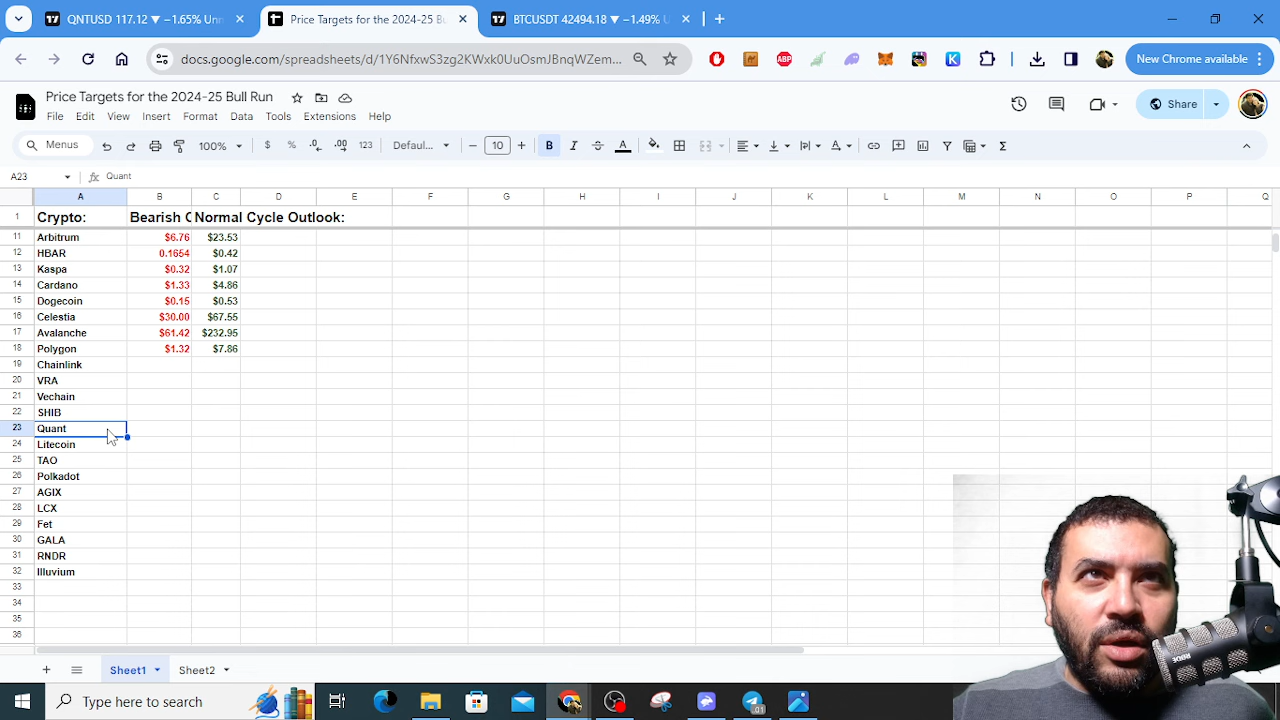 QNTUSD 117.12 ▼ −1.65% Unn
Price Targets for the 2024-25 B
BTCUSDT 42494.18 ▼ −1.49% U
docs.google.com/spreadsheets/d/1Y6NfxwS3zg2KWxk0UuOsmJBnqWZem...
New Chrome available
Price Targets for the 2024-25 Bull Run
File Edit View Insert Format Data Tools Extensions Help
Share
Menus 100% $ % .0 .00 123 Defaul... − 10 + B I A
A23 fx Quant
A B C D E F G H I J K L M N O P Q
1 Crypto: Bearish C Normal Cycle Outlook:
11 Arbitrum $6.76 $23.53
12 HBAR 0.1654 $0.42
13 Kaspa $0.32 $1.07
14 Cardano $1.33 $4.86
15 Dogecoin $0.15 $0.53
16 Celestia $30.00 $67.55
17 Avalanche $61.42 $232.95
18 Polygon $1.32 $7.86
19 Chainlink
20 VRA
21 Vechain
22 SHIB
23 Quant
24 Litecoin
25 TAO
26 Polkadot
27 AGIX
28 LCX
29 Fet
30 GALA
31 RNDR
32 Illuvium
33
34
35
36
Sheet1 Sheet2
Type here to search
RØDE